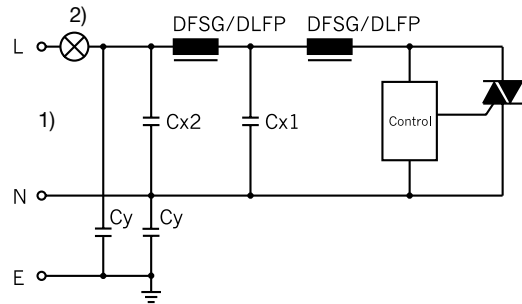 2)
DFSG/DLFP DFSG/DLFP
L
1)
Cx2 Cx1
Control
N
Cy Cy
E